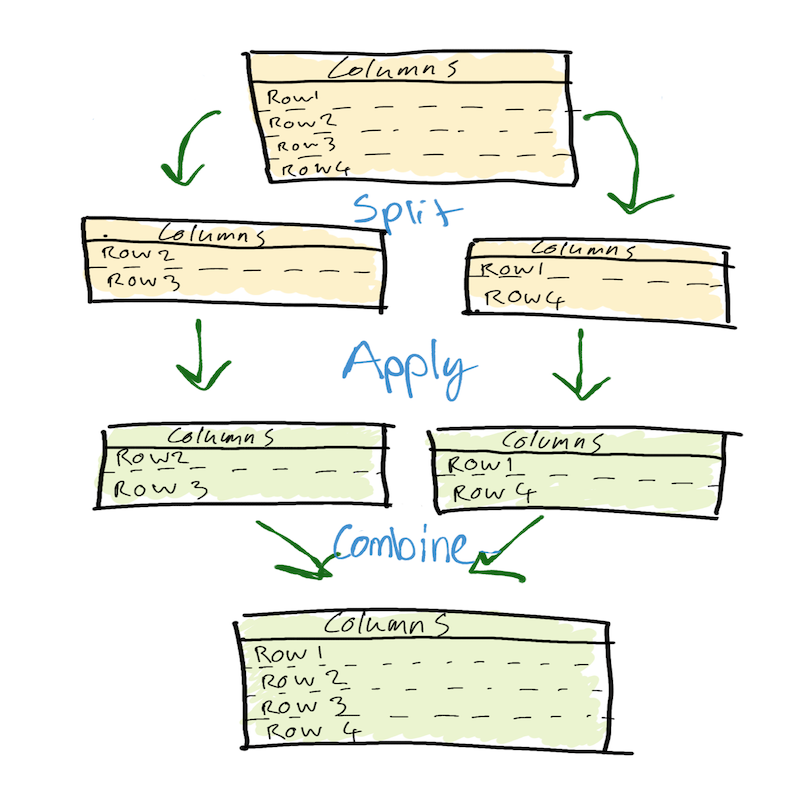 Columns
Row1
Row2
Row3
Row4
Split
Columns
Row2
Row3
Columns
Row1
Row4
Apply
Columns
Row2
Row 3
Columns
Row1
Row 4
Combine
Columns
Row 1
Row 2
Row 3
Row 4